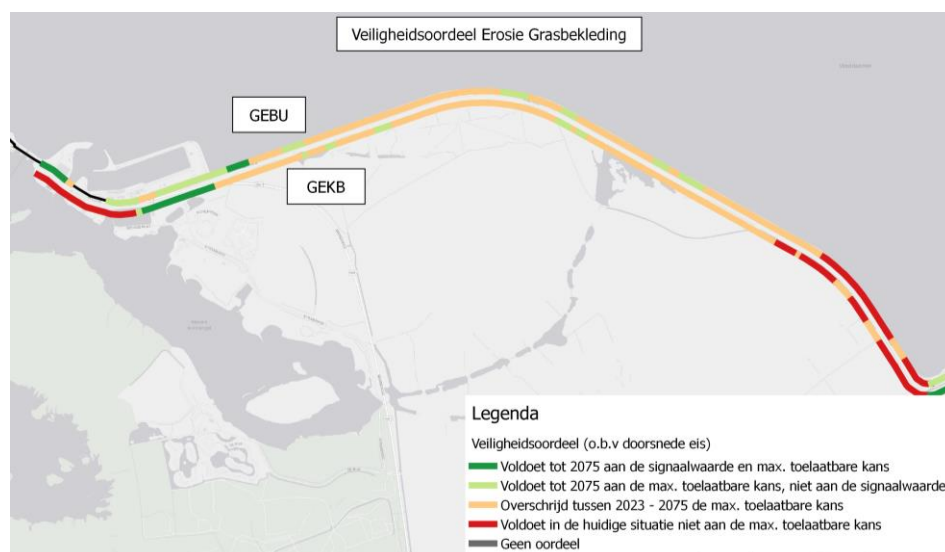 Veiligheidsoordeel Erosie Grasbekleding
GEBU
GEKB
Legenda
Veiligheidsoordeel (o.b.v doorsnede eis)
Voldoet tot 2075 aan de signaalwaarde en max. toelaatbare kans
Voldoet tot 2075 aan de max. toelaatbare kans, niet aan de signaalwaarde
Overschrijd tussen 2023 - 2075 de max. toelaatbare kans
Voldoet in de huidige situatie niet aan de max. toelaatbare kans
Geen oordeel